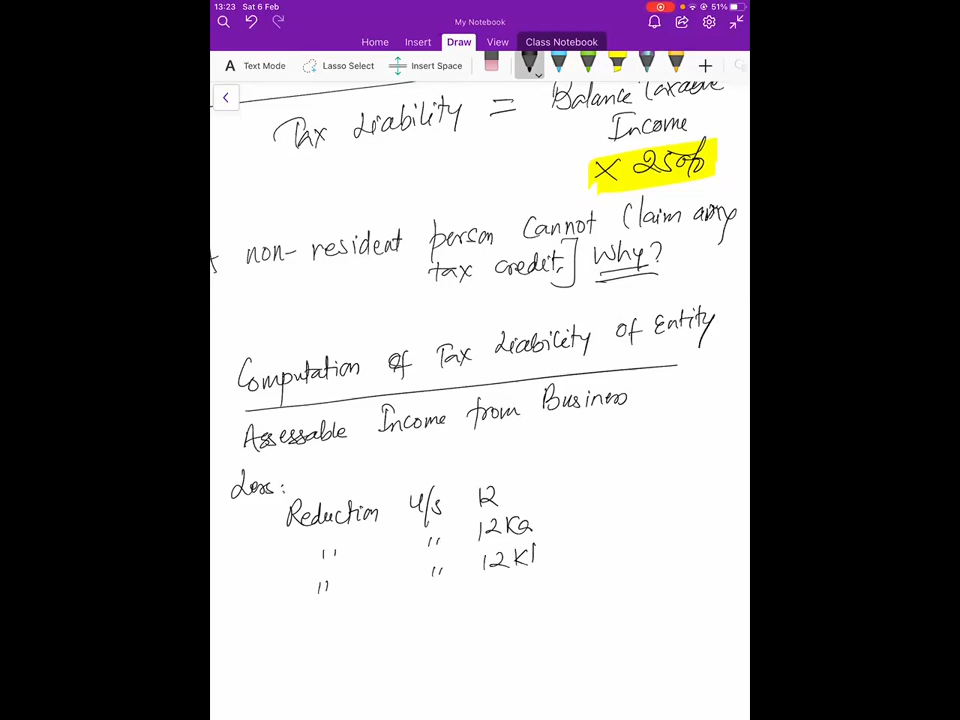 13:23 Sat 6 Feb
51%
My Notebook
Home Insert Draw View Class Notebook
Text Mode Lasso Select Insert Space
Tax Liability = Balance Taxable
Income
× 25%
non-resident person cannot claim any
tax credit.] Why?
Computation of Tax Liability of Entity
Assessable Income from Business
Less:
Reduction u/s 12
" " 12Ka
" " 12Kh